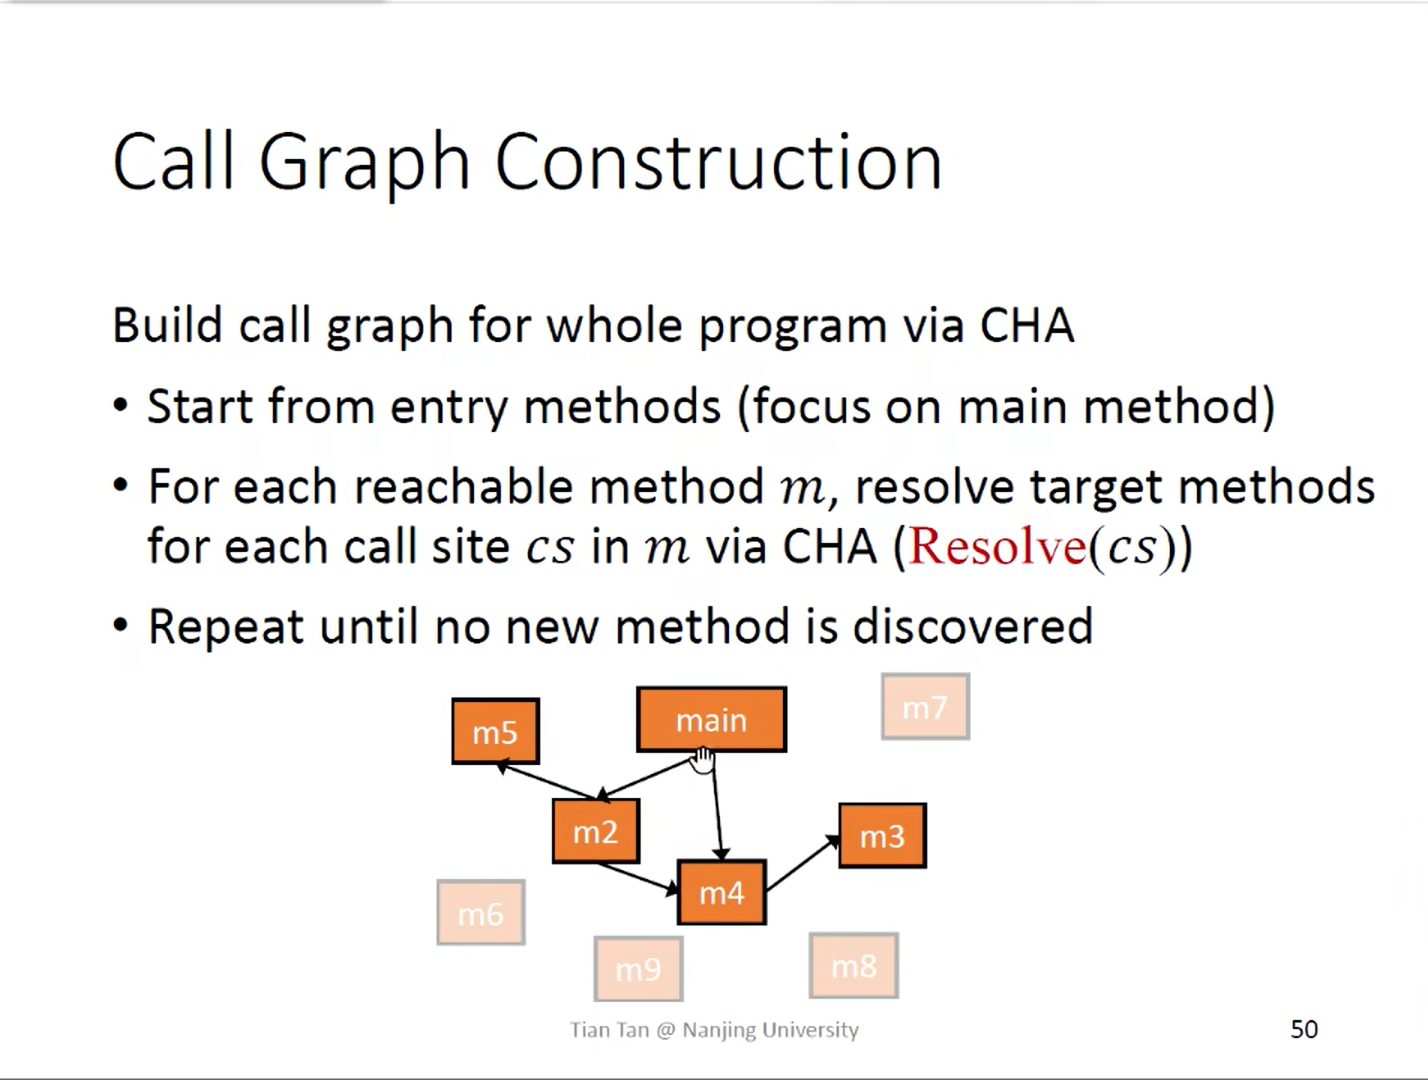 Call Graph Construction
Build call graph for whole program via CHA
• Start from entry methods (focus on main method)
• For each reachable method m, resolve target methods
for each call site cs in m via CHA (Resolve(cs))
• Repeat until no new method is discovered
m5
main
m7
m2
m3
m4
m6
m9
m8
Tian Tan @ Nanjing University
50